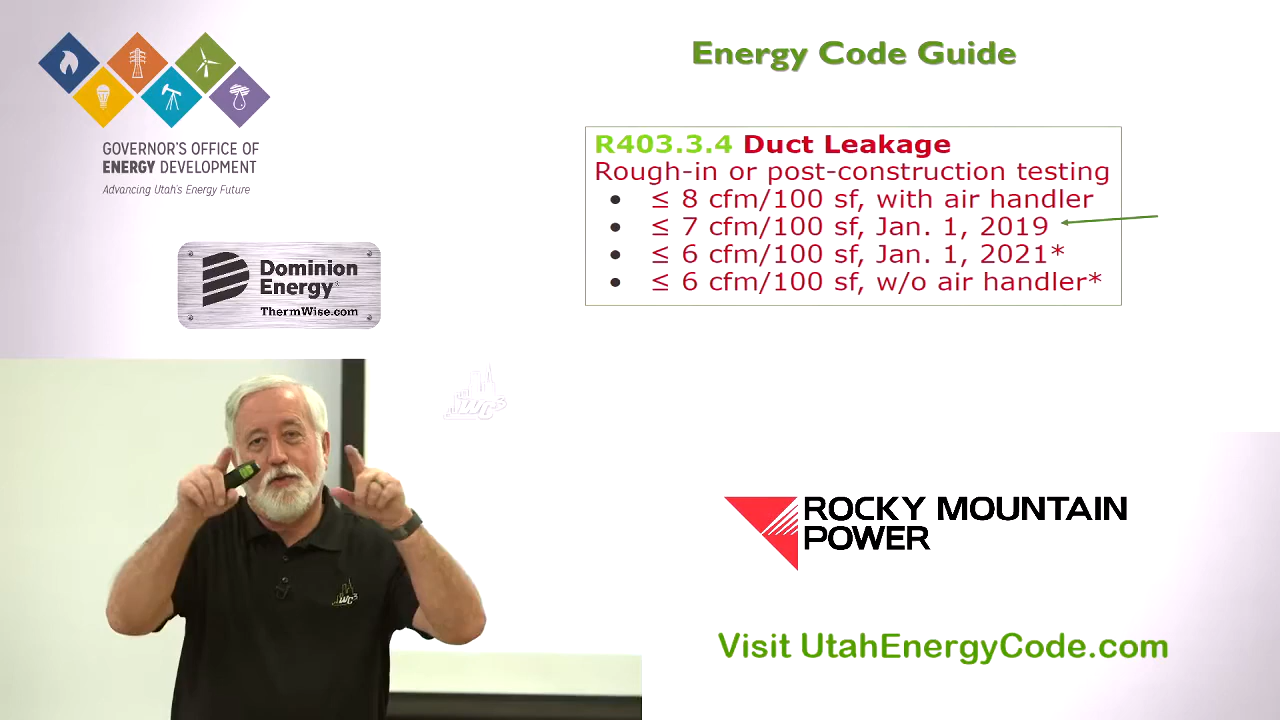 Energy Code Guide
GOVERNOR'S OFFICE OF
ENERGY DEVELOPMENT
Advancing Utah's Energy Future
R403.3.4 Duct Leakage
Rough-in or post-construction testing
• ≤ 8 cfm/100 sf, with air handler
• ≤ 7 cfm/100 sf, Jan. 1, 2019
• ≤ 6 cfm/100 sf, Jan. 1, 2021*
• ≤ 6 cfm/100 sf, w/o air handler*
Dominion
Energy®
ThermWise.com
WC3
WC3
ROCKY MOUNTAIN
POWER
Visit UtahEnergyCode.com